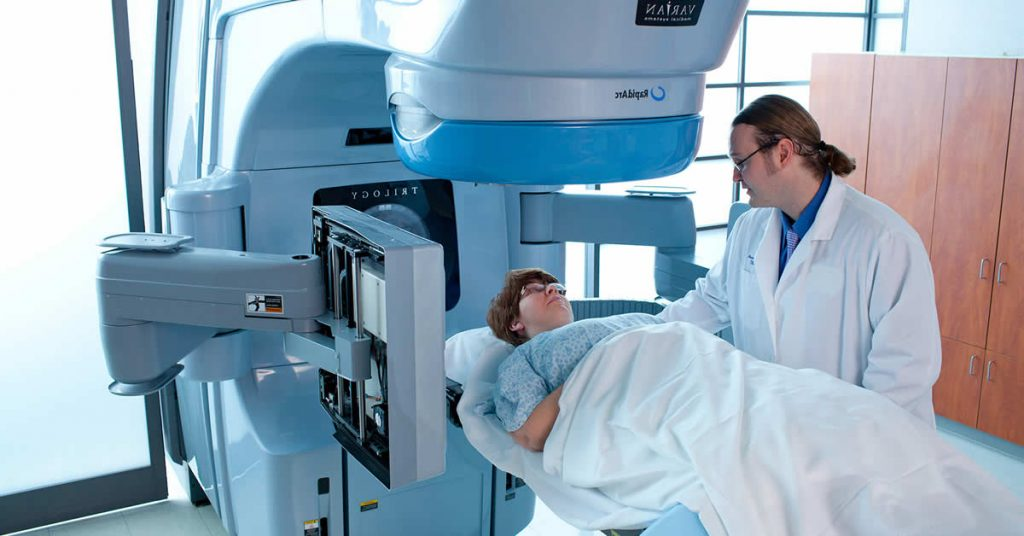 VARIAN
medical systems
RapidArc
TRILOGY